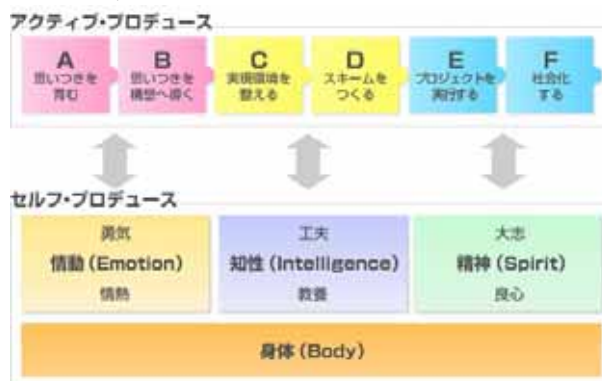 アクティブ・プロデュース
A
思いつきを
育む
B
思いつきを
構想へ導く
C
実現環境を
整える
D
スキームを
つくる
E
プロジェクトを
実行する
F
社会化
する
セルフ・プロデュース
勇気
情動(Emotion)
情熱
工夫
知性(Intelligence)
教養
大志
精神(Spirit)
良心
身体(Body)